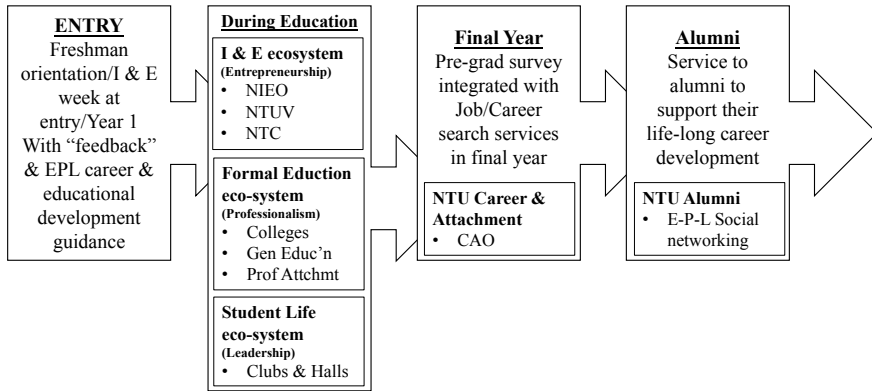 ENTRY
Freshman
orientation/I & E
week at
entry/Year 1
With “feedback”
& EPL career &
educational
development
guidance
During Education
I & E ecosystem
(Entrepreneurship)
• NIEO
• NTUV
• NTC
Formal Eduction
eco-system
(Professionalism)
• Colleges
• Gen Educ’n
• Prof Attchmt
Student Life
eco-system
(Leadership)
• Clubs & Halls
Final Year
Pre-grad survey
integrated with
Job/Career
search services
in final year
NTU Career &
Attachment
• CAO
Alumni
Service to
alumni to
support their
life-long career
development
NTU Alumni
• E-P-L Social
networking